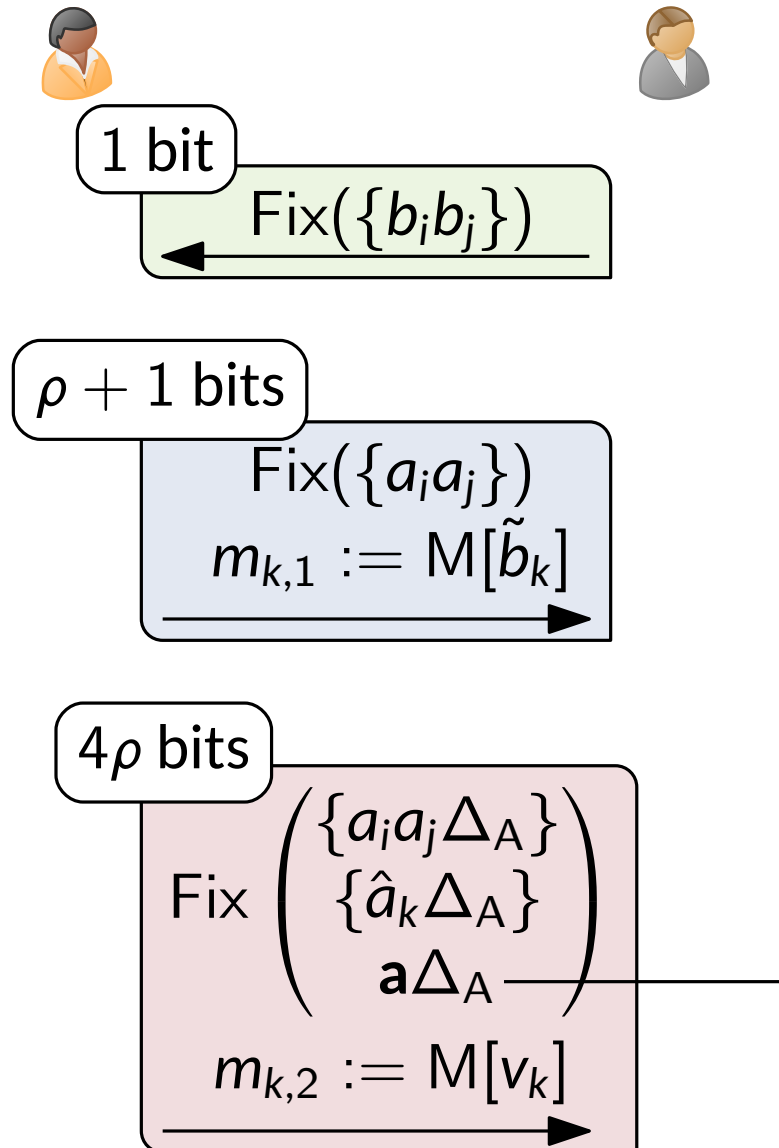 1 bit
Fix({b_i b_j})
ρ + 1 bits
Fix({a_i a_j})
m_{k,1} := M[b̃_k]
4ρ bits
{a_i a_j Δ_A}
Fix ( {â_k Δ_A} )
𝐚Δ_A
m_{k,2} := M[v_k]